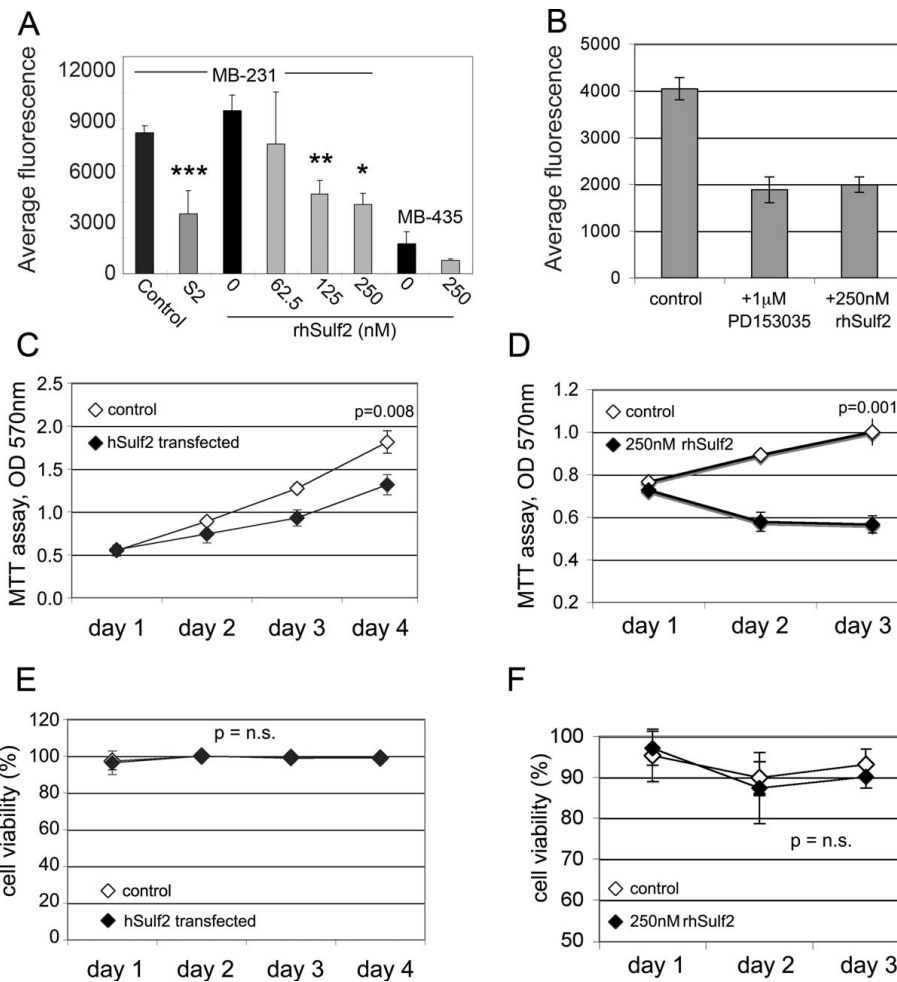 A
Average fluorescence
12000
9000
6000
3000
0
MB-231
***
**
*
MB-435
Control
S2
0
62.5
125
250
0
250
rhSulf2 (nM)
B
Average fluorescence
5000
4000
3000
2000
1000
0
control
+1μM
PD153035
+250nM
rhSulf2
C
MTT assay, OD 570nm
2.5
2.0
1.5
1.0
0.5
0.0
control
hSulf2 transfected
p=0.008
day 1
day 2
day 3
day 4
D
MTT assay, OD 570nm
1.2
1.0
0.8
0.6
0.4
0.2
control
250nM rhSulf2
p=0.001
day 1
day 2
day 3
E
cell viability (%)
120
100
80
60
40
20
0
p = n.s.
control
hSulf2 transfected
day 1
day 2
day 3
day 4
F
cell viability (%)
100
90
80
70
60
50
p = n.s.
control
250nM rhSulf2
day 1
day 2
day 3